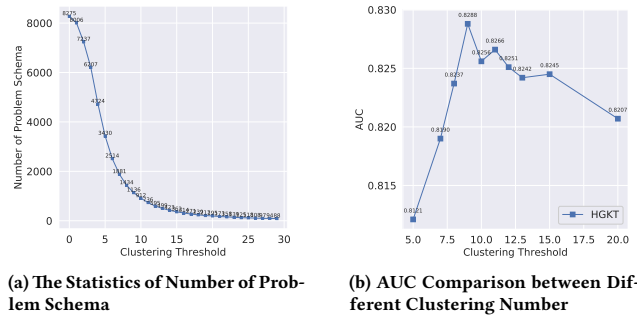 8000
6000
4000
2000
0
Number of Problem Schema
8275
8006
7237
6207
4724
3430
2514
1881
1434
1136
0 5 10 15 20 25 30
Clustering Threshold
(a) The Statistics of Number of Prob-
lem Schema
0.830
0.825
0.820
0.815
AUC
0.8121
0.8190
0.8237
0.8288
0.8256
0.8266
0.8251
0.8242
0.8245
0.8207
HGKT
5.0 7.5 10.0 12.5 15.0 17.5 20.0
Clustering Threshold
(b) AUC Comparison between Dif-
ferent Clustering Number